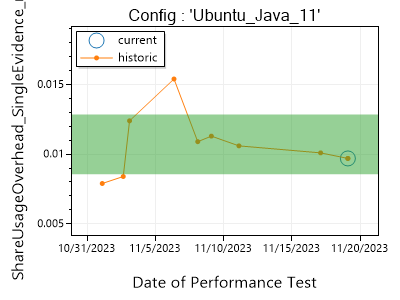 Config : 'Ubuntu_Java_11'
current
historic
ShareUsageOverhead_SingleEvidence_
0.015
0.01
0.005
10/31/2023
11/5/2023
11/10/2023
11/15/2023
11/20/2023
Date of Performance Test